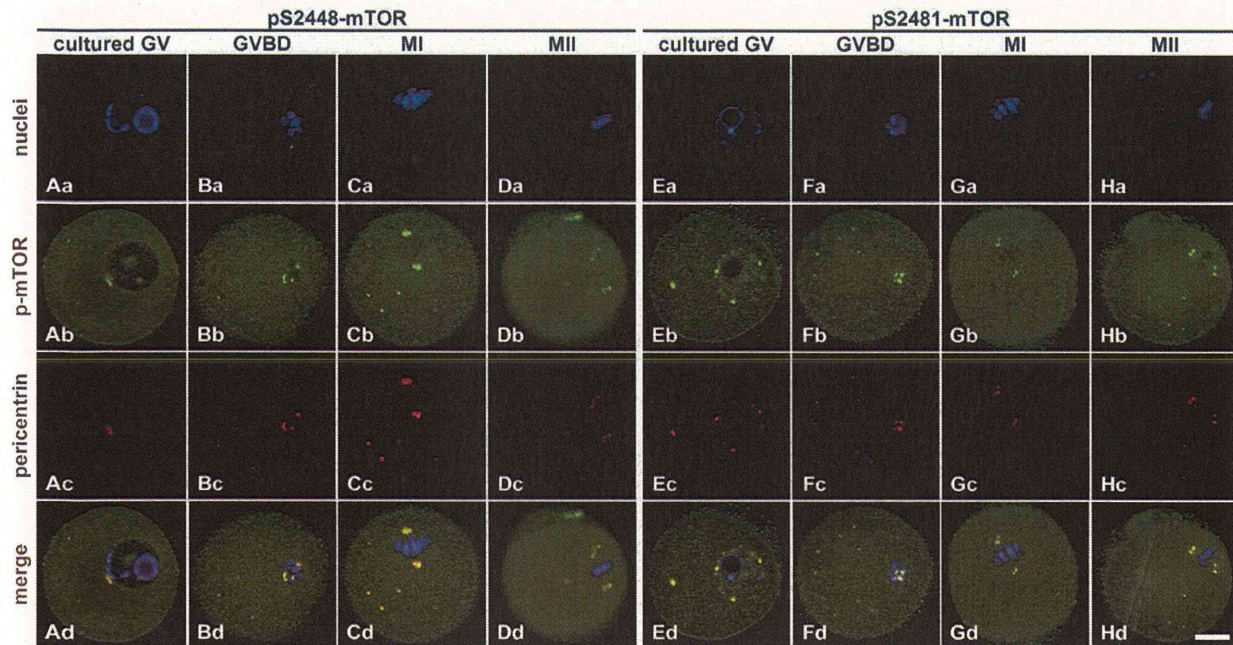 pS2448-mTOR pS2481-mTOR
cultured GV GVBD MI MII cultured GV GVBD MI MII
nuclei
Aa Ba Ca Da Ea Fa Ga Ha
p-mTOR
Ab Bb Cb Db Eb Fb Gb Hb
pericentrin
Ac Bc Cc Dc Ec Fc Gc Hc
merge
Ad Bd Cd Dd Ed Fd Gd Hd